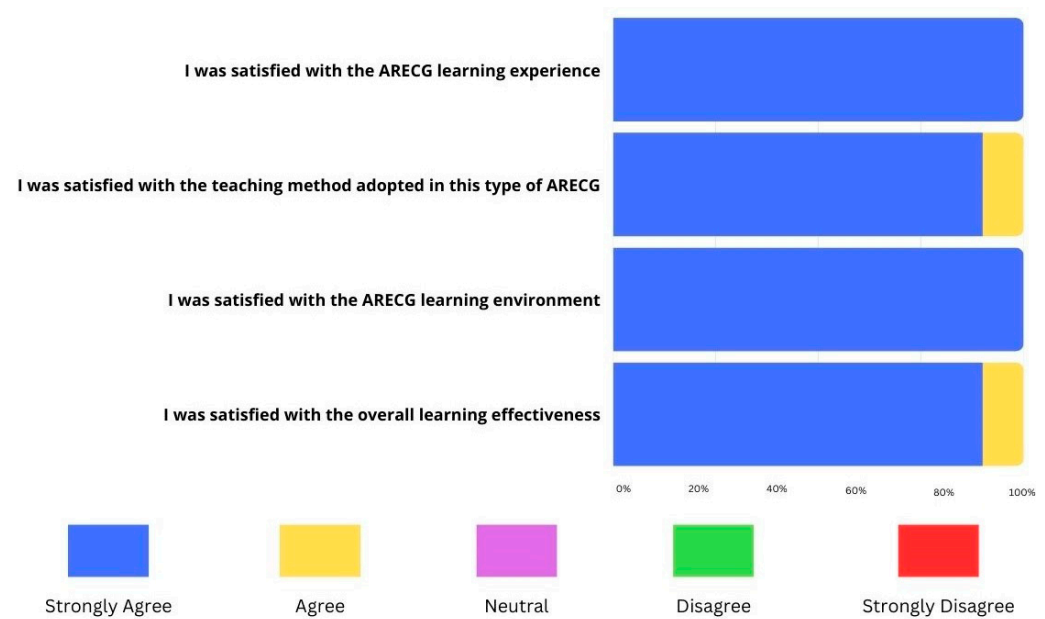 I was satisfied with the ARECG learning experience
I was satisfied with the teaching method adopted in this type of ARECG
I was satisfied with the ARECG learning environment
I was satisfied with the overall learning effectiveness
0% 20% 40% 60% 80% 100%
Strongly Agree Agree Neutral Disagree Strongly Disagree